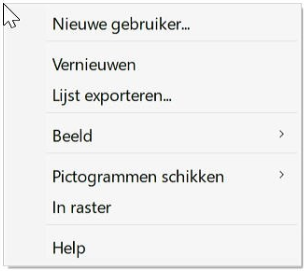 Nieuwe gebruiker...
Vernieuwen
Lijst exporteren...
Beeld
Pictogrammen schikken
In raster
Help